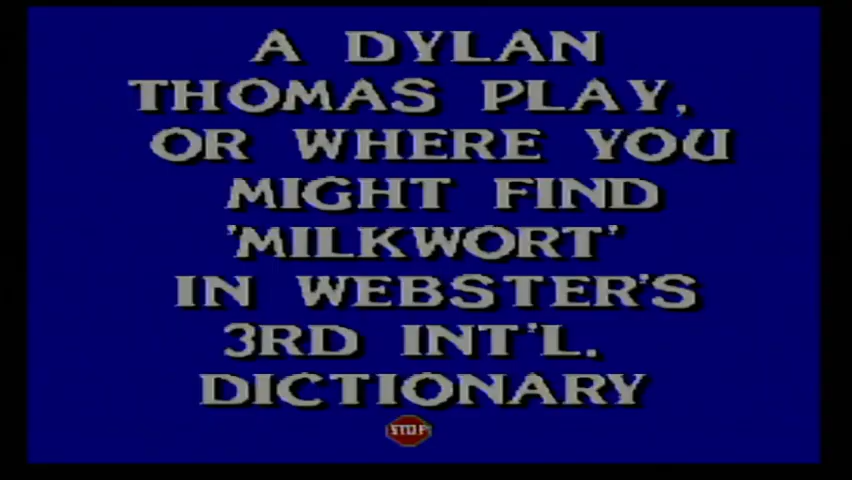 A DYLAN
THOMAS PLAY,
OR WHERE YOU
MIGHT FIND
'MILKWORT'
IN WEBSTER'S
3RD INT'L.
DICTIONARY
STOP